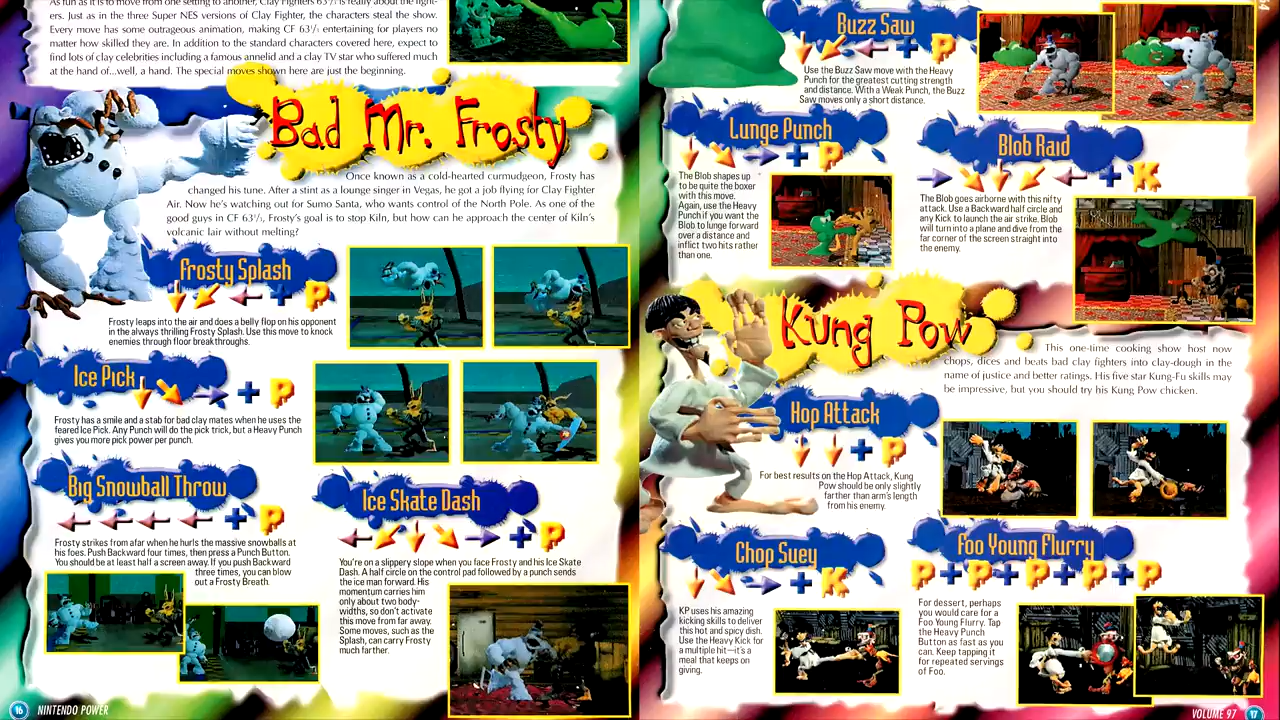 As fun as it is to move from one setting to another, Clay Fighters 63 1/3 is really about the fight-
ers. Just as in the three Super NES versions of Clay Fighter, the characters steal the show.
Every move has some outrageous animation, making CF 63 1/3 entertaining for players no
matter how skilled they are. In addition to the standard characters covered here, expect to
find lots of clay celebrities including a famous annelid and a clay TV star who suffered much
at the hand of...well, a hand. The special moves shown here are just the beginning.
Bad Mr. Frosty
Once known as a cold-hearted curmudgeon, Frosty has
changed his tune. After a stint as a lounge singer in Vegas, he got a job flying for Clay Fighter
Air. Now he's watching out for Sumo Santa, who wants control of the North Pole. As one of the
good guys in CF 63 1/3, Frosty's goal is to stop Kiln, but how can he approach the center of Kiln's
volcanic lair without melting?
Frosty Splash
+ P
Frosty leaps into the air and does a belly flop on his opponent
in the always thrilling Frosty Splash. Use this move to knock
enemies through floor breakthroughs.
Ice Pick
+ P
Frosty has a smile and a stab for bad clay mates when he uses the
feared Ice Pick. Any Punch will do the pick trick, but a Heavy Punch
gives you more pick power per punch.
Big Snowball Throw
+ P
Frosty strikes from afar when he hurls the massive snowballs at
his foes. Push Backward four times, then press a Punch Button.
You should be at least half a screen away. If you push Backward
three times, you can blow
out a Frosty Breath.
Ice Skate Dash
+ P
You're on a slippery slope when you face Frosty and his Ice Skate
Dash. A half circle on the control pad followed by a punch sends
the ice man forward. His
momentum carries him
only about two body-
widths, so don't activate
this move from far away.
Some moves, such as the
Splash, can carry Frosty
much farther.
16 NINTENDO POWER
Buzz Saw
+ P
Use the Buzz Saw move with the Heavy
Punch for the greatest cutting strength
and distance. With a Weak Punch, the Buzz
Saw moves only a short distance.
Lunge Punch
+ P
The Blob shapes up
to be quite the boxer
with this move.
Again, use the Heavy
Punch if you want the
Blob to lunge forward
over a distance and
inflict two hits rather
than one.
Blob Raid
+ K
The Blob goes airborne with this nifty
attack. Use a Backward half circle and
any Kick to launch the air strike. Blob
will turn into a plane and dive from the
far corner of the screen straight into
the enemy.
Kung Pow
This one-time cooking show host now
chops, dices and beats bad clay fighters into clay-dough in the
name of justice and better ratings. His five star Kung-Fu skills may
be impressive, but you should try his Kung Pow chicken.
Hop Attack
+ P
For best results on the Hop Attack, Kung
Pow should be only slightly
farther than arm's length
from his enemy.
Chop Suey
+ K
KP uses his amazing
kicking skills to deliver
this hot and spicy dish.
Use the Heavy Kick for
a multiple hit—it's a
meal that keeps on
giving.
Foo Young Flurry
P + P + P + P + P
For dessert, perhaps
you would care for a
Foo Young Flurry. Tap
the Heavy Punch
Button as fast as you
can. Keep tapping it
for repeated servings
of Foo.
VOLUME 97 17